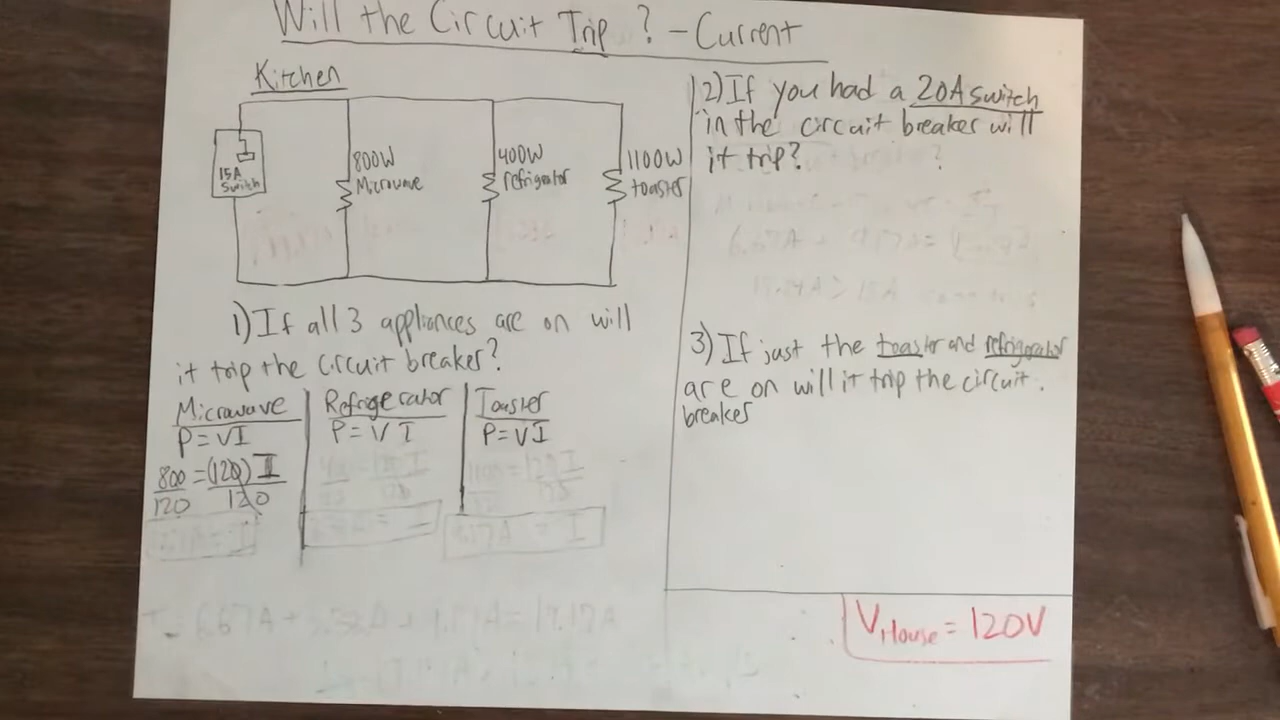 Will the Circuit Trip? - Current
Kitchen
15A
Switch
800W
Microwave
400W
refrigerator
1100W
toaster
1) If all 3 appliances are on will
it trip the circuit breaker?
Microwave
P = VI
800 = (120) I
120 120
Refrigerator
P = VI
Toaster
P = VI
2) If you had a 20A switch
in the circuit breaker will
it trip?
3) If just the toaster and refrigerator
are on will it trip the circuit.
breaker
VHouse = 120V